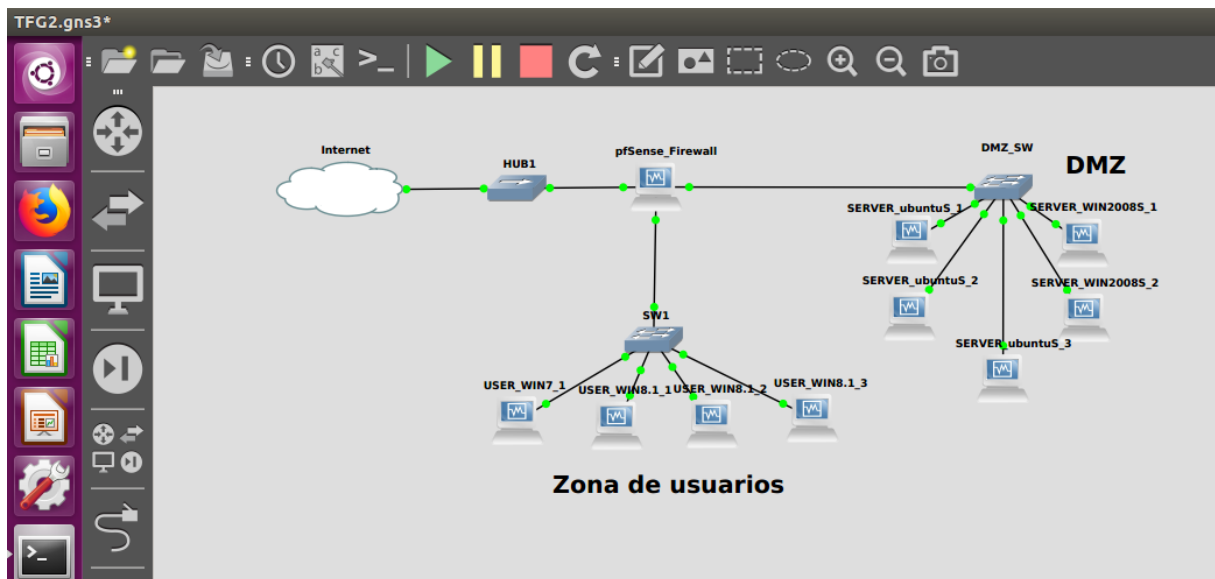 TFG2.gns3*
a c
b
>_
Internet
HUB1
pfSense_Firewall
DMZ_SW
DMZ
SERVER_ubuntuS_1
SERVER_WIN2008S_1
SERVER_ubuntuS_2
SERVER_WIN2008S_2
SW1
SERVER_ubuntuS_3
USER_WIN7_1
USER_WIN8.1_1
USER_WIN8.1_2
USER_WIN8.1_3
Zona de usuarios
>_